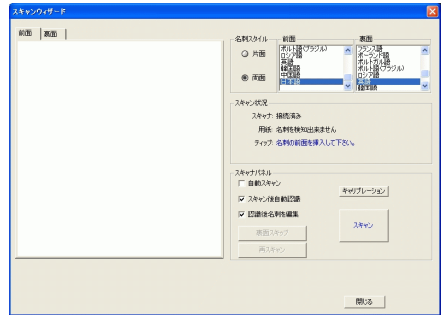 スキャンウィザード
前面
裏面
名刺スタイル
前面
裏面
片面
両面
ポルト語(ブラジル)
ロシア語
英語
韓国語
中国語
日本語
フランス語
ポーランド語
ポルトガル語
ポルト語(ブラジル)
ロシア語
英語
韓国語
スキャン状況
スキャナ: 接続済み
用紙: 名刺を検知出来ません
ティップ: 名刺の前面を挿入して下さい。
スキャナパネル
自動スキャン
キャリブレーション
スキャン後自動認識
認識後名刺を編集
スキャン
裏面スキップ
再スキャン
閉じる